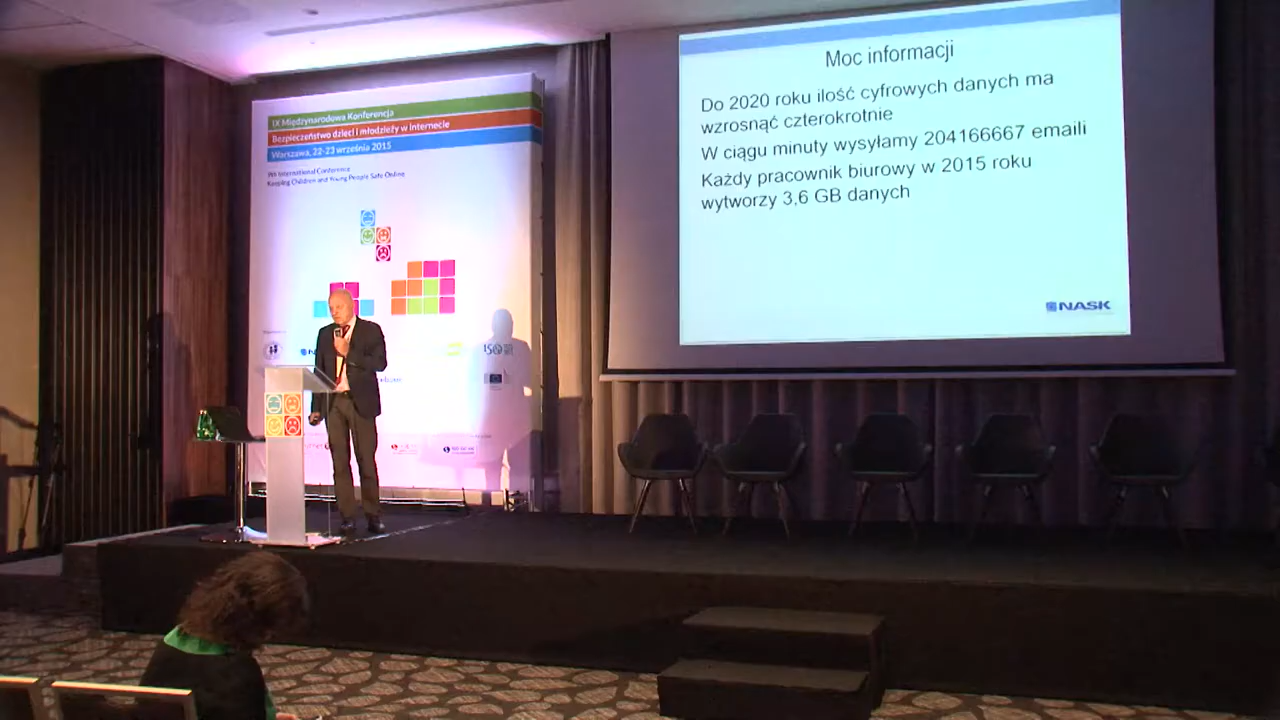 IX Międzynarodowa Konferencja
Bezpieczeństwo dzieci i młodzieży w internecie
Warszawa, 22-23 września 2015
9th International Conference
Keeping Children and Young People Safe Online
Moc informacji
Do 2020 roku ilość cyfrowych danych ma
wzrosnąć czterokrotnie
W ciągu minuty wysyłamy 204166667 emaili
Każdy pracownik biurowy w 2015 roku
wytworzy 3,6 GB danych
NASK